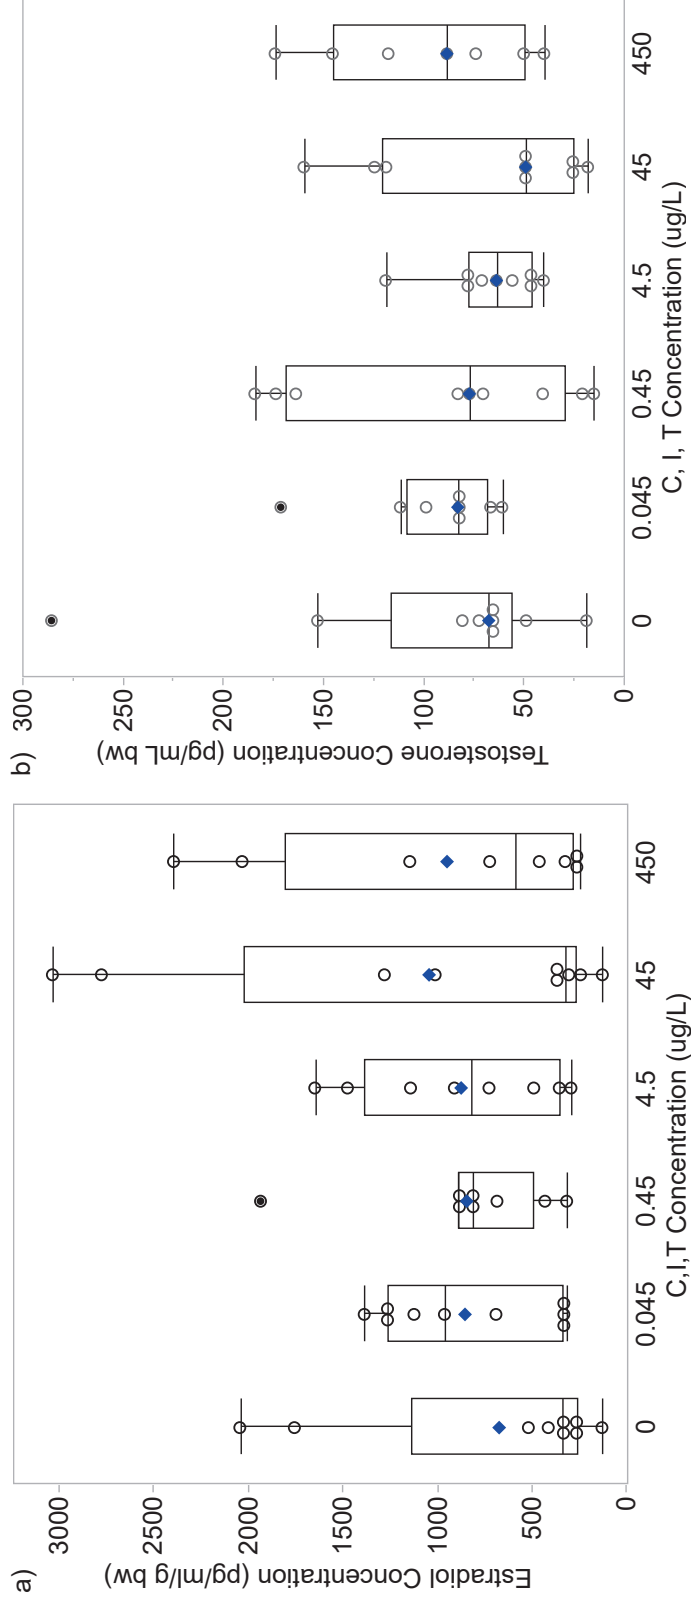 a)
Estradiol Concentration (pg/ml/g bw)
3000
2500
2000
1500
1000
500
0
0 0.045 0.45 4.5 45 450
C,I,T Concentration (ug/L)
b)
Testosterone Concentration (pg/mL bw)
300
250
200
150
100
50
0
0 0.045 0.45 4.5 45 450
C, I, T Concentration (ug/L)